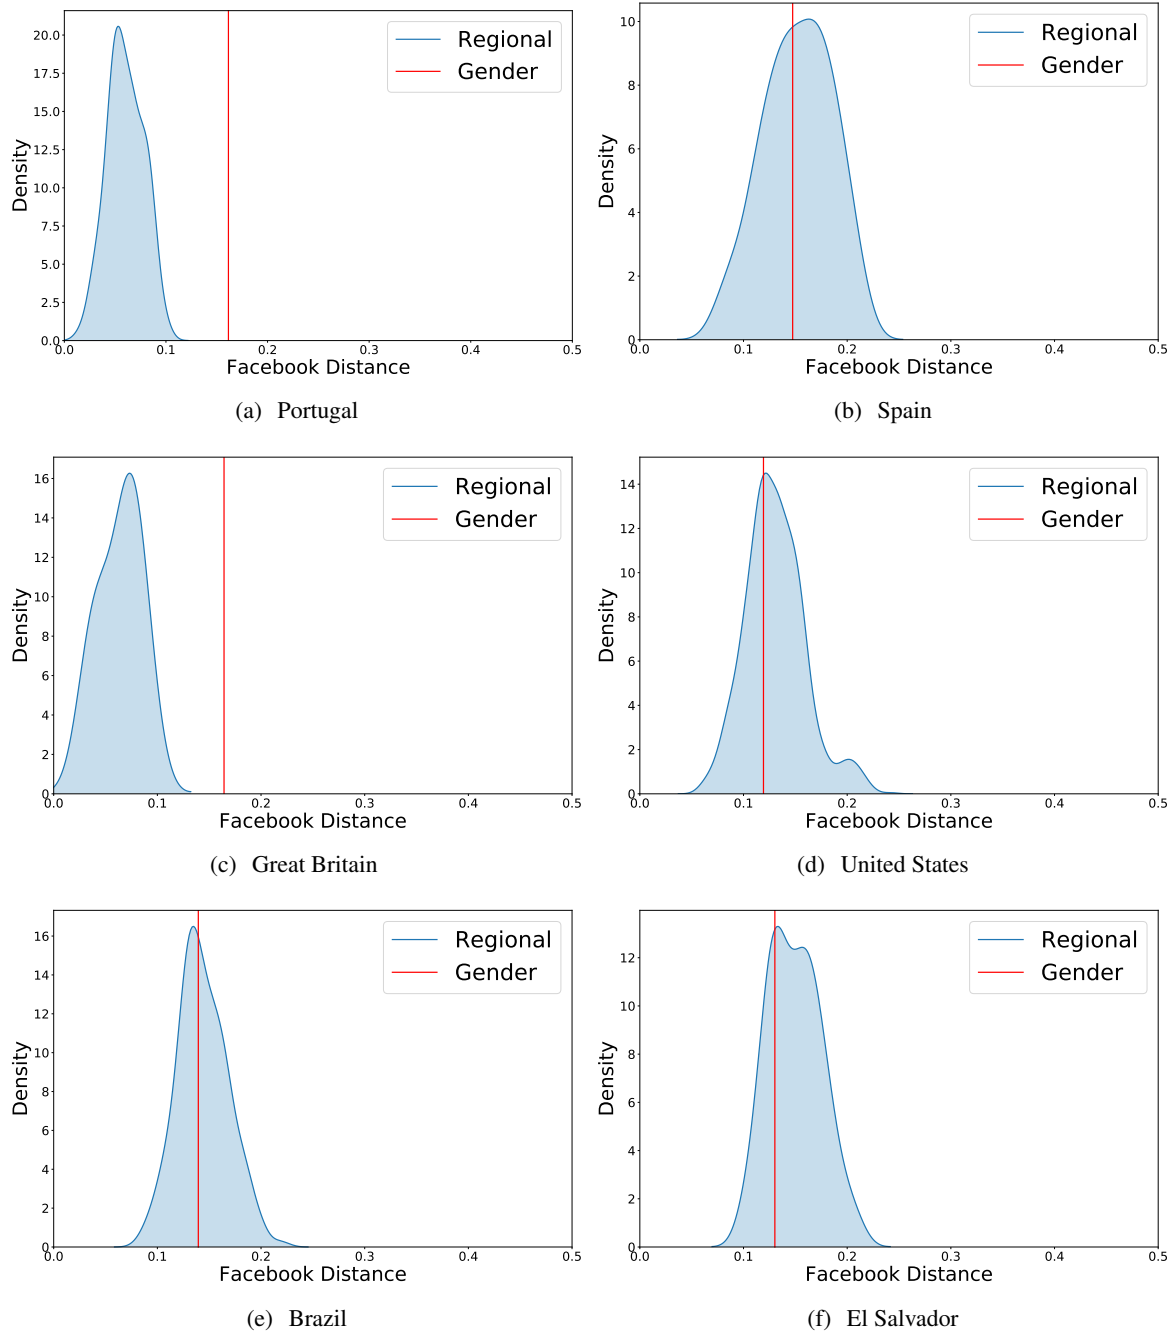 20.0
17.5
15.0
12.5
10.0
7.5
5.0
2.5
0.0
Density
0.0 0.1 0.2 0.3 0.4 0.5
Facebook Distance
Regional
Gender
(a) Portugal
10
8
6
4
2
0
Density
0.0 0.1 0.2 0.3 0.4 0.5
Facebook Distance
Regional
Gender
(b) Spain
16
14
12
10
8
6
4
2
0
Density
0.0 0.1 0.2 0.3 0.4 0.5
Facebook Distance
Regional
Gender
(c) Great Britain
14
12
10
8
6
4
2
0
Density
0.0 0.1 0.2 0.3 0.4 0.5
Facebook Distance
Regional
Gender
(d) United States
16
14
12
10
8
6
4
2
0
Density
0.0 0.1 0.2 0.3 0.4 0.5
Facebook Distance
Regional
Gender
(e) Brazil
12
10
8
6
4
2
0
Density
0.0 0.1 0.2 0.3 0.4 0.5
Facebook Distance
Regional
Gender
(f) El Salvador